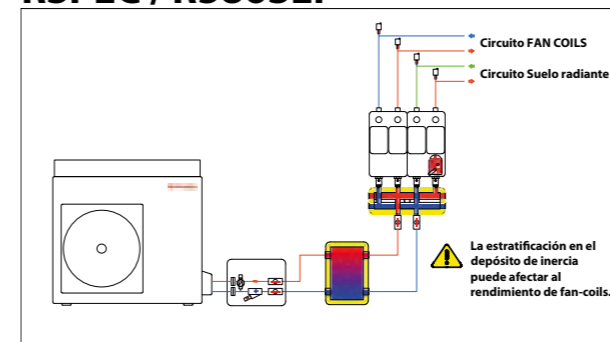 Circuito FAN COILS
Circuito Suelo radiante
La estratificación en el
depósito de inercia
puede afectar al
rendimiento de fan-coils.